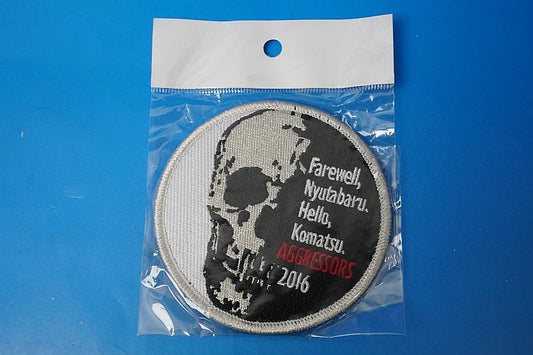 Farewell,
Nyutabaru.
Hello,
Komatsu.
AGGRESSORS
2016